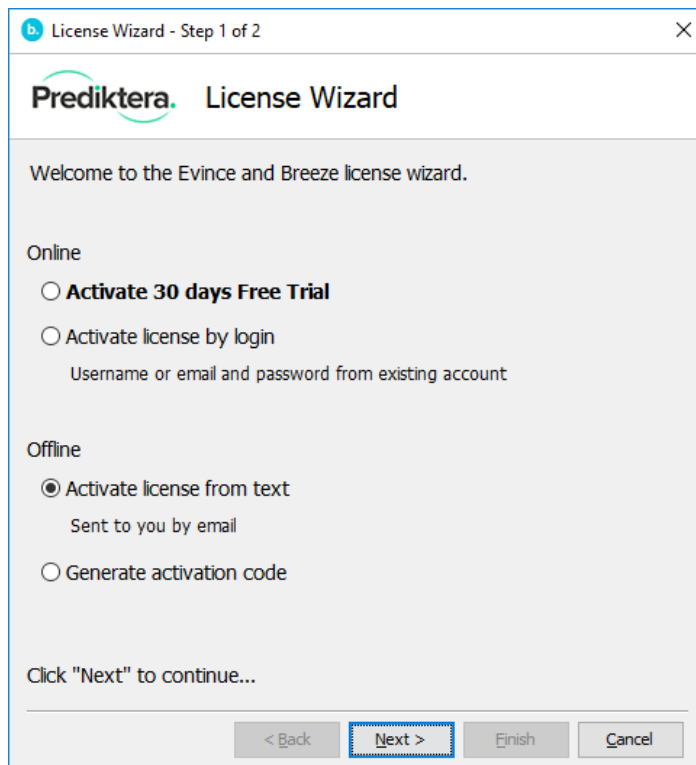 b. License Wizard - Step 1 of 2
Prediktera. License Wizard
Welcome to the Evince and Breeze license wizard.
Online
Activate 30 days Free Trial
Activate license by login
Username or email and password from existing account
Offline
Activate license from text
Sent to you by email
Generate activation code
Click "Next" to continue...
< Back Next > Finish Cancel